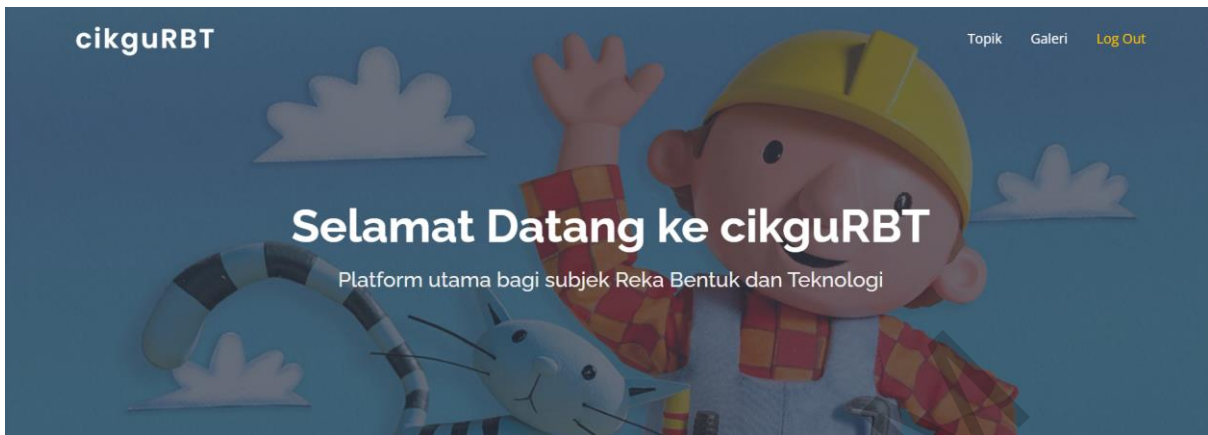 cikguRBT
Topik Galeri Log Out
Selamat Datang ke cikguRBT
Platform utama bagi subjek Reka Bentuk dan Teknologi